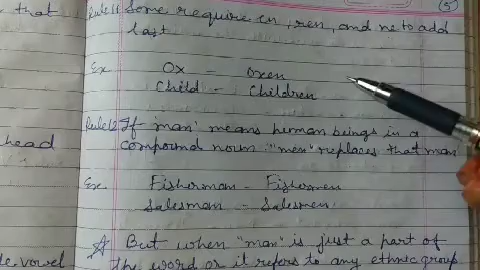 that
(5)
Rule 11 Some require en, ren, and ne to add
last
Ex Ox - Oxen
Child - Children
Rule 12 If 'man' means human beings in a
head
compound noun "men" replaces that man
Ex Fisherman - Fishermen
Salesman - Salesmen
But when "man" is just a part of
vowel
the word or it refers to any ethnic group